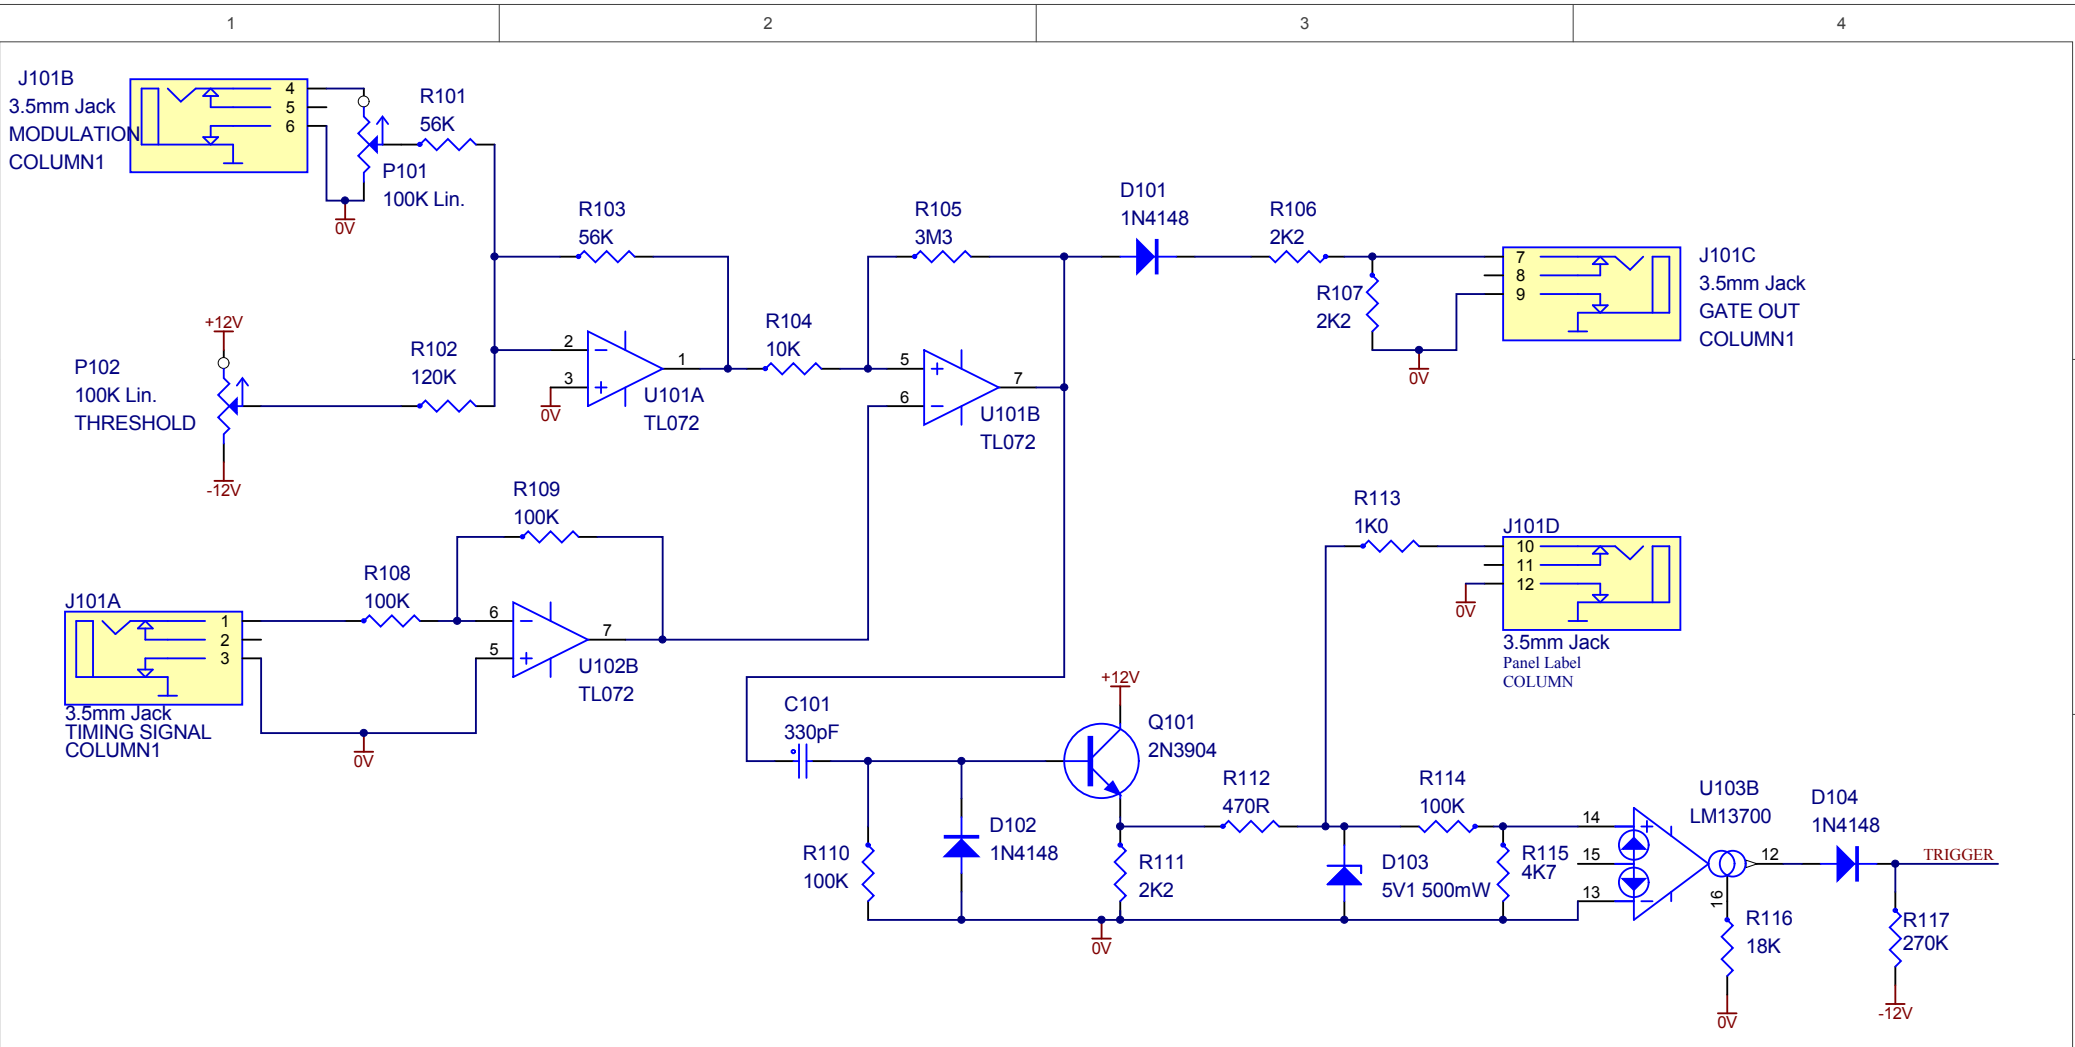 1
2
3
4
J101B
3.5mm Jack
MODULATION
COLUMN1
4
5
6
R101
56K
P101
100K Lin.
0V
R103
56K
R105
3M3
D101
1N4148
R106
2K2
R107
2K2
0V
7
8
9
J101C
3.5mm Jack
GATE OUT
COLUMN1
+12V
P102
100K Lin.
THRESHOLD
-12V
R102
120K
2
3
1
0V
U101A
TL072
R104
10K
5
6
7
U101B
TL072
R109
100K
R108
100K
J101A
1
2
3
3.5mm Jack
TIMING SIGNAL
COLUMN1
0V
6
5
7
U102B
TL072
R113
1K0
J101D
10
11
12
0V
3.5mm Jack
Panel Label
COLUMN
C101
330pF
+12V
Q101
2N3904
R110
100K
D102
1N4148
R111
2K2
0V
R112
470R
R114
100K
D103
5V1 500mW
R115
4K7
14
15
13
U103B
LM13700
12
16
D104
1N4148
TRIGGER
R116
18K
0V
R117
270K
-12V